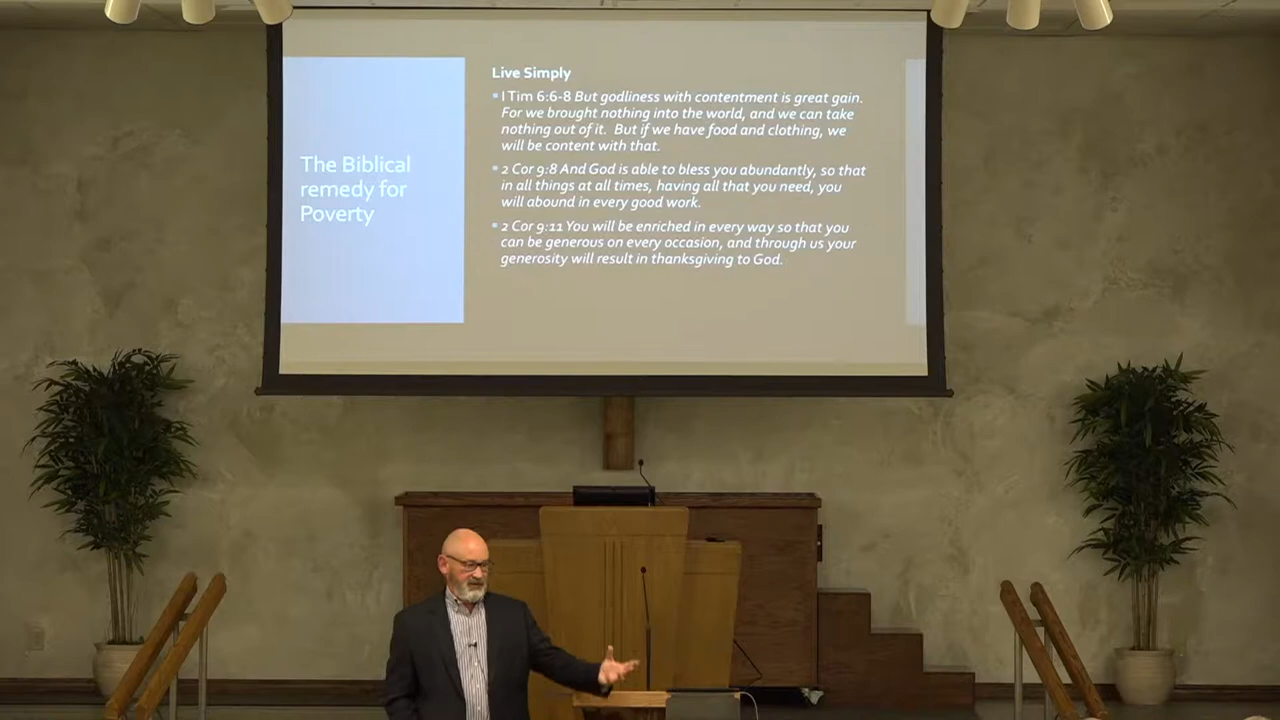 The Biblical
remedy for
Poverty
Live Simply
I Tim 6:6-8 But godliness with contentment is great gain.
For we brought nothing into the world, and we can take
nothing out of it.  But if we have food and clothing, we
will be content with that.
2 Cor 9:8 And God is able to bless you abundantly, so that
in all things at all times, having all that you need, you
will abound in every good work.
2 Cor 9:11 You will be enriched in every way so that you
can be generous on every occasion, and through us your
generosity will result in thanksgiving to God.